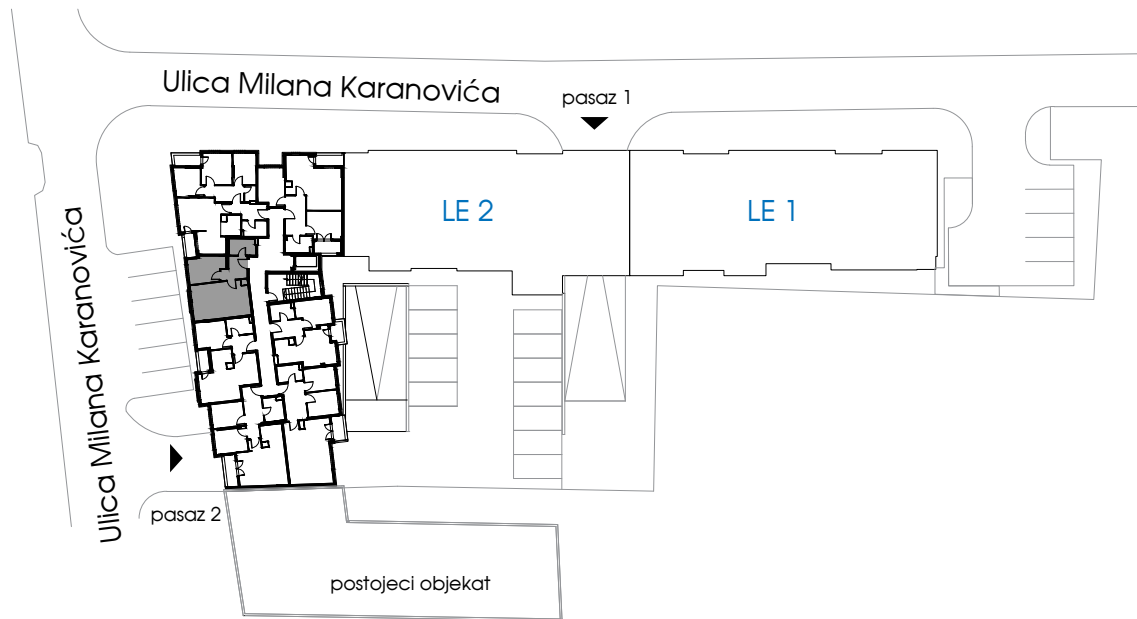 Ulica Milana Karanovića
pasaz 1
LE 2
LE 1
Ulica Milana Karanovića
pasaz 2
postojeci objekat